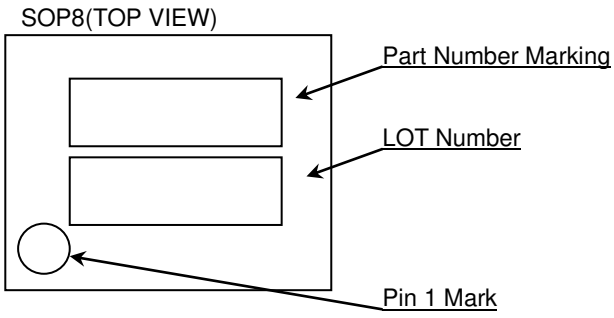 SOP8(TOP VIEW)
Part Number Marking
LOT Number
Pin 1 Mark